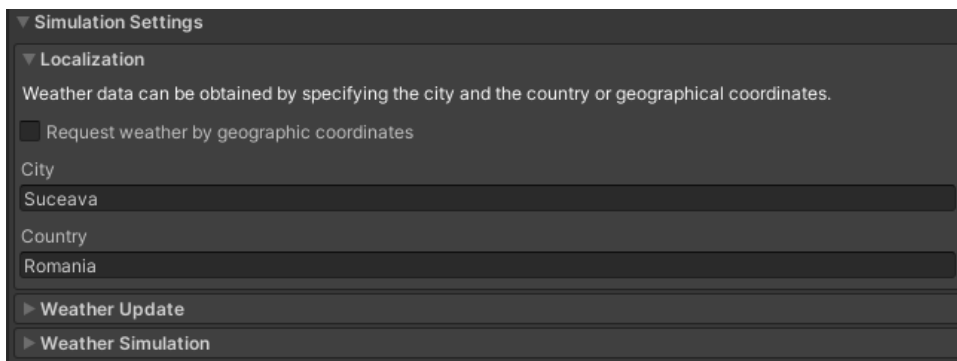 Simulation Settings
Localization
Weather data can be obtained by specifying the city and the country or geographical coordinates.
Request weather by geographic coordinates
City
Suceava
Country
Romania
Weather Update
Weather Simulation